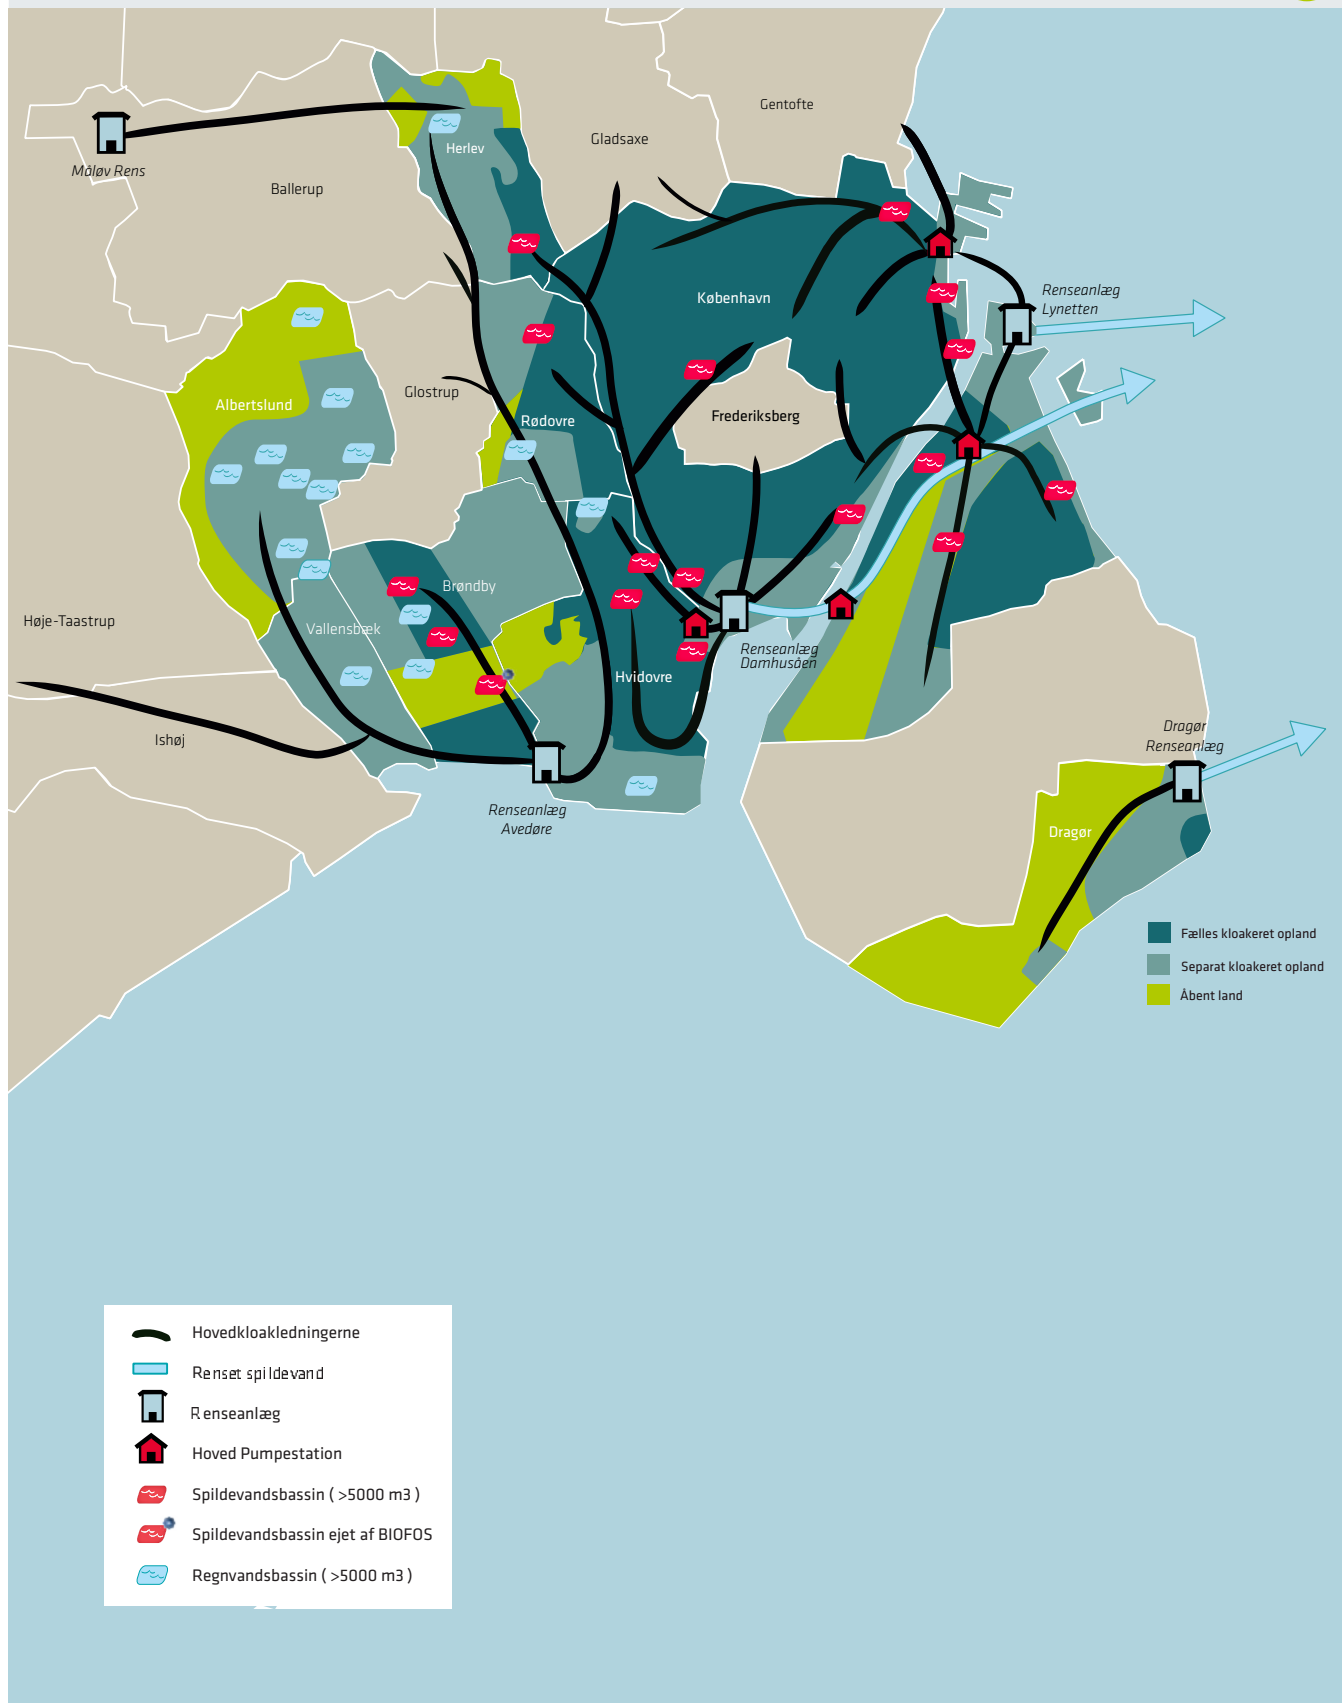 Gentofte
Gladsaxe
Herlev
Måløv Rens
Ballerup
København
Renseanlæg
Lynetten
Glostrup
Albertslund
Rødovre
Frederiksberg
Brøndby
Høje-Taastrup
Vallensbæk
Renseanlæg
Damhusåen
Hvidovre
Ishøj
Dragør
Renseanlæg
Renseanlæg
Avedøre
Dragør
Fælles kloakeret opland
Separat kloakeret opland
Åbent land
Hovedkloakledningerne
Renset spildevand
Renseanlæg
Hoved Pumpestation
Spildevandsbassin ( >5000 m3 )
Spildevandsbassin ejet af BIOFOS
Regnvandsbassin ( >5000 m3 )